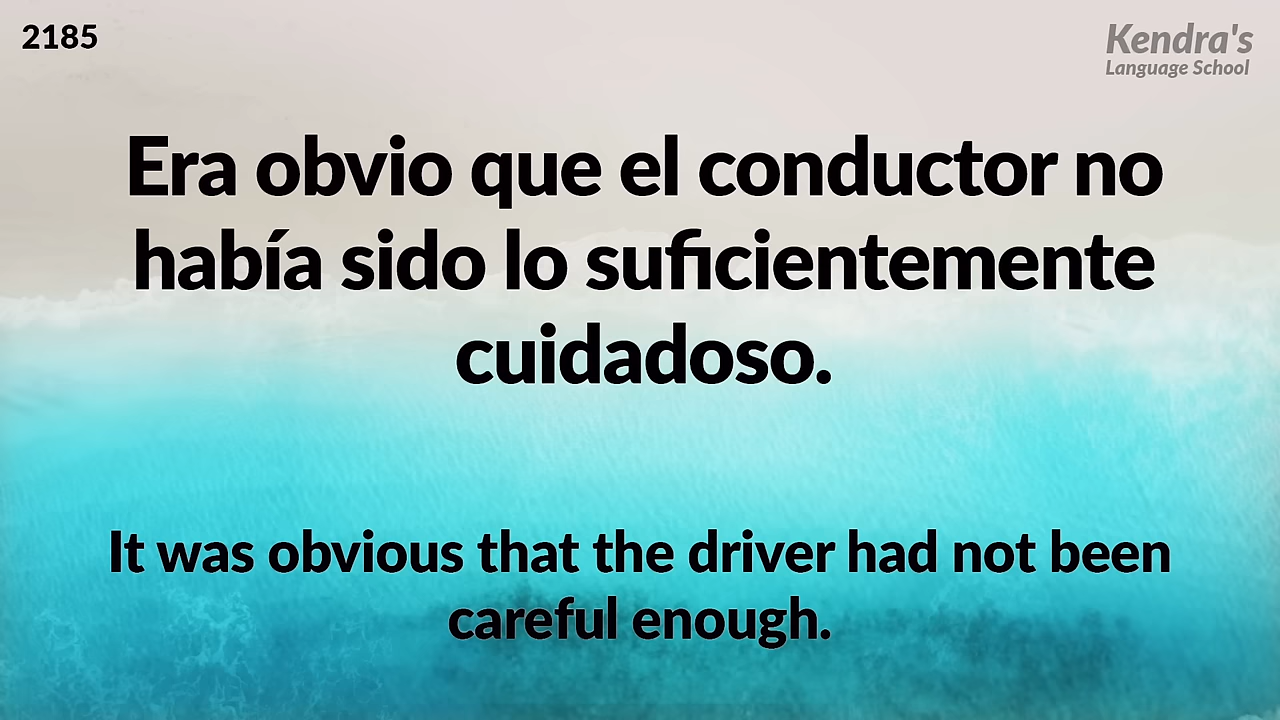 2185
Kendra's
Language School
Era obvio que el conductor no
había sido lo suficientemente
cuidadoso.
It was obvious that the driver had not been
careful enough.